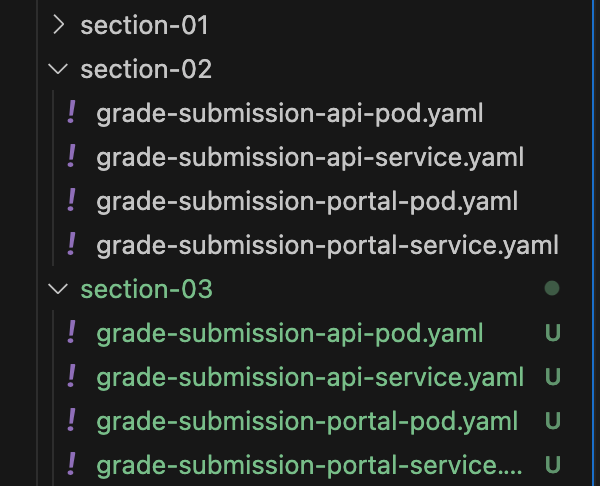 section-01
section-02
! grade-submission-api-pod.yaml
! grade-submission-api-service.yaml
! grade-submission-portal-pod.yaml
! grade-submission-portal-service.yaml
section-03
! grade-submission-api-pod.yaml U
! grade-submission-api-service.yaml U
! grade-submission-portal-pod.yaml U
! grade-submission-portal-service.... U